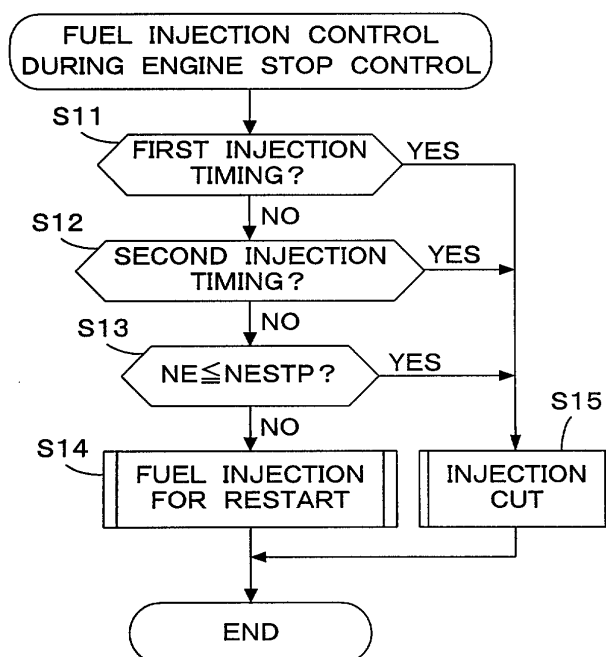 FUEL INJECTION CONTROL
DURING ENGINE STOP CONTROL
S11
FIRST INJECTION
TIMING?
YES
NO
S12
SECOND INJECTION
TIMING?
YES
NO
S13
NE≦NESTP?
YES
NO
S14
FUEL INJECTION
FOR RESTART
S15
INJECTION
CUT
END